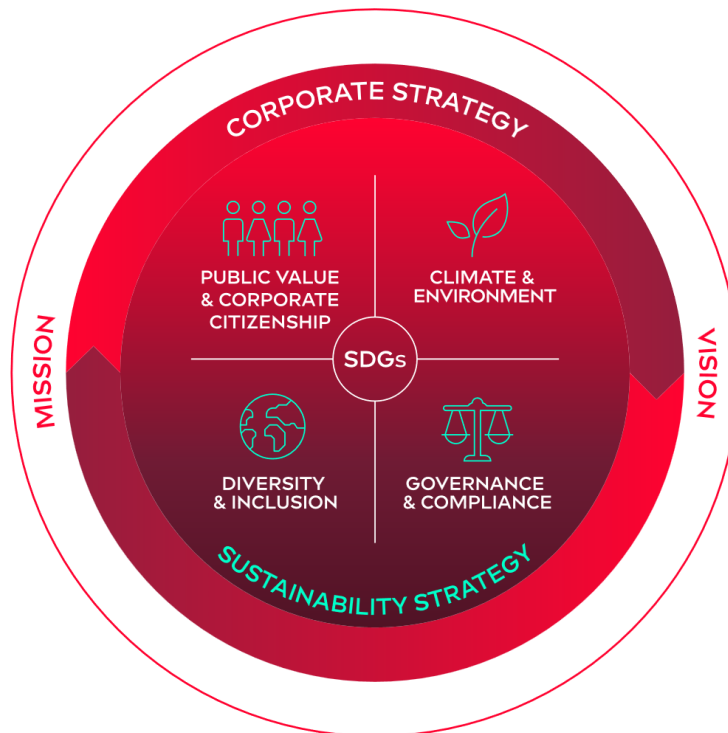 CORPORATE STRATEGY
PUBLIC VALUE
& CORPORATE
CITIZENSHIP
CLIMATE &
ENVIRONMENT
MISSION
SDGs
VISION
DIVERSITY
& INCLUSION
GOVERNANCE
& COMPLIANCE
SUSTAINABILITY STRATEGY